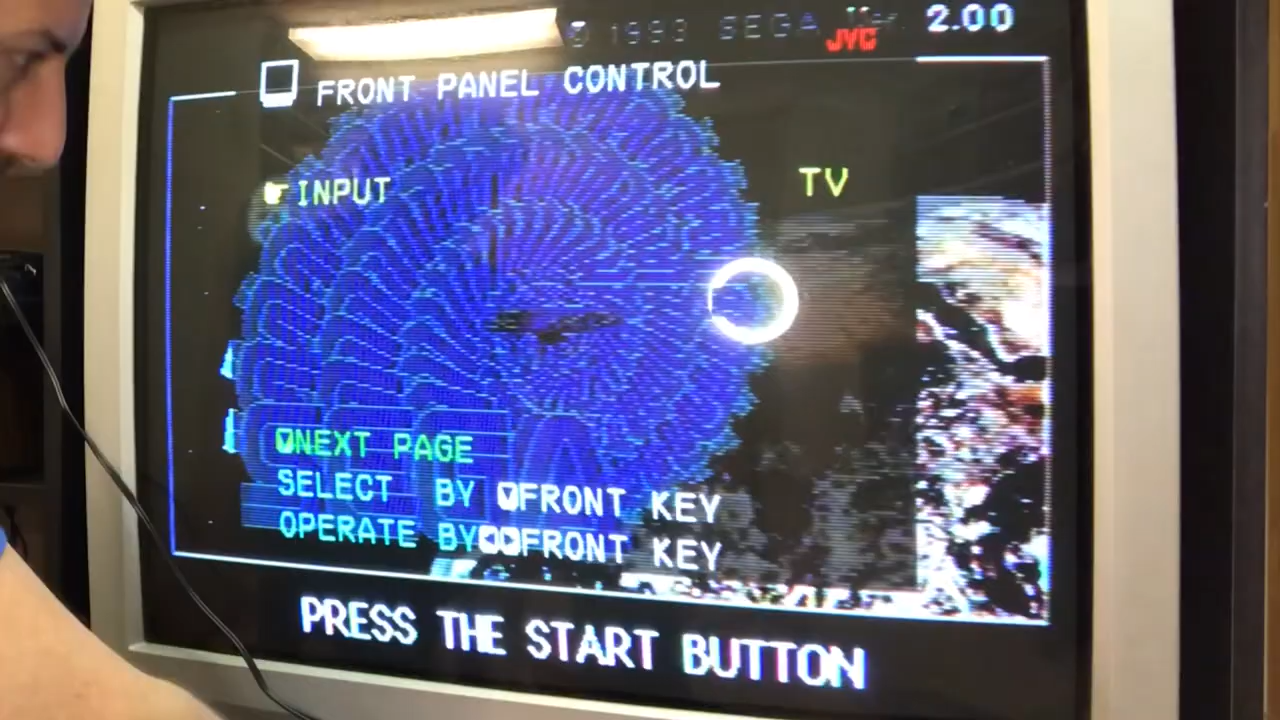 © 1993 SEGA
2.00
JVC
FRONT PANEL CONTROL
INPUT TV
NEXT PAGE
SELECT BY FRONT KEY
OPERATE BY FRONT KEY
PRESS THE START BUTTON